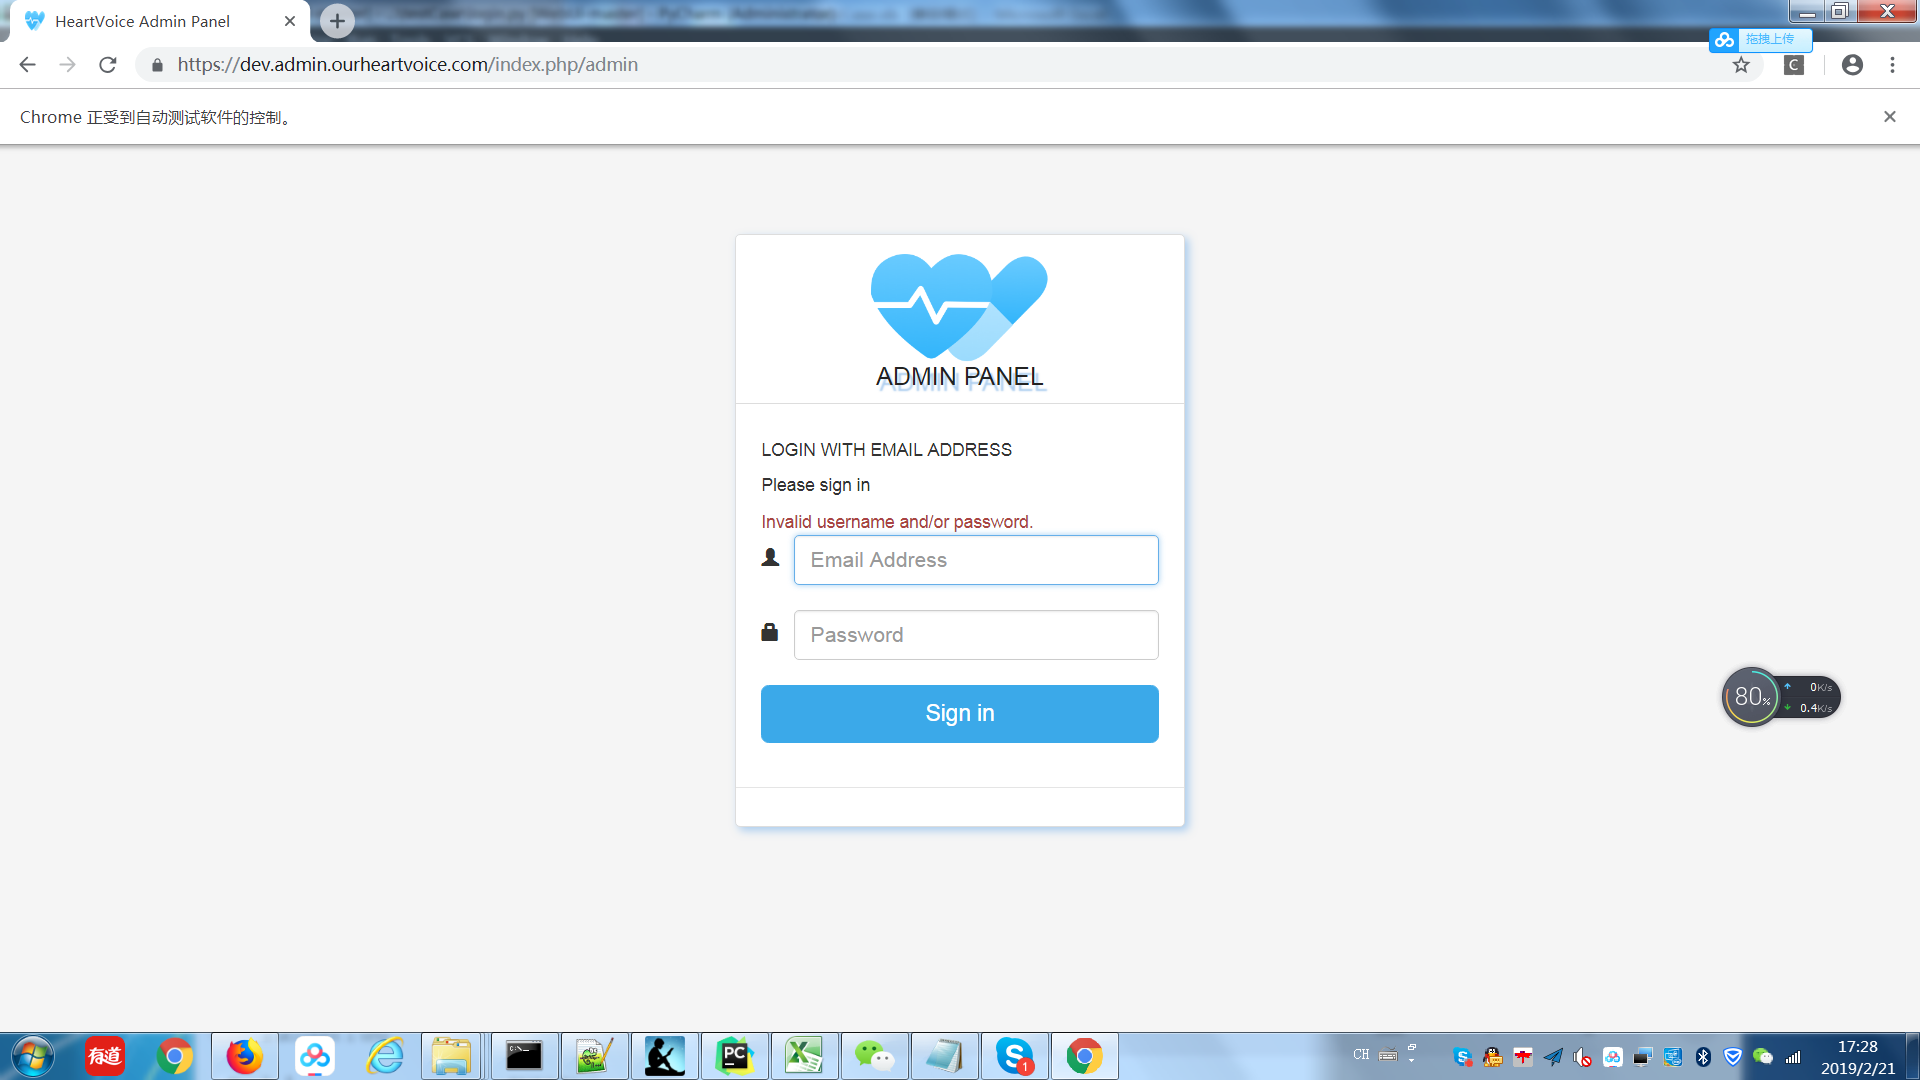 HeartVoice Admin Panel
拖拽上传
https://dev.admin.ourheartvoice.com/index.php/admin
C
Chrome 正受到自动测试软件的控制。
ADMIN PANEL
LOGIN WITH EMAIL ADDRESS
Please sign in
Invalid username and/or password.
Email Address
Password
Sign in
80%
0K/s
0.4K/s
有道
PC
1
CH
17:28
2019/2/21